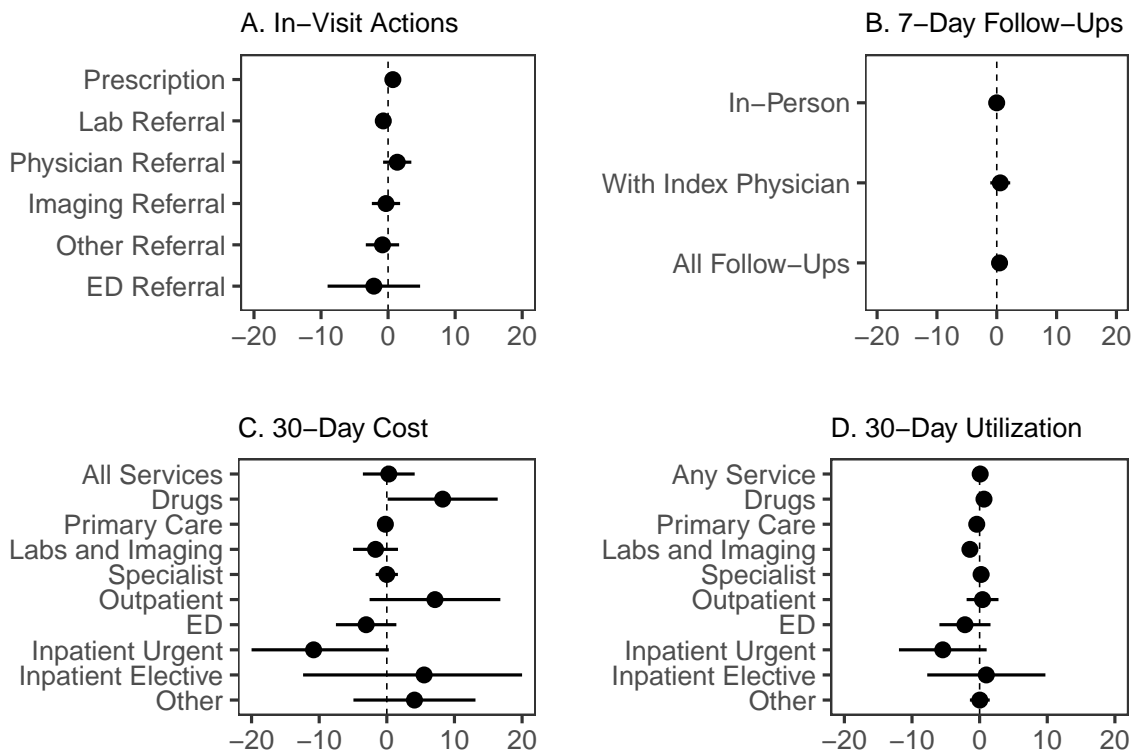 A. In−Visit Actions
Prescription
Lab Referral
Physician Referral
Imaging Referral
Other Referral
ED Referral
−20 −10 0 10 20
B. 7−Day Follow−Ups
In−Person
With Index Physician
All Follow−Ups
−20 −10 0 10 20
C. 30−Day Cost
All Services
Drugs
Primary Care
Labs and Imaging
Specialist
Outpatient
ED
Inpatient Urgent
Inpatient Elective
Other
−20 −10 0 10 20
D. 30−Day Utilization
Any Service
Drugs
Primary Care
Labs and Imaging
Specialist
Outpatient
ED
Inpatient Urgent
Inpatient Elective
Other
−20 −10 0 10 20